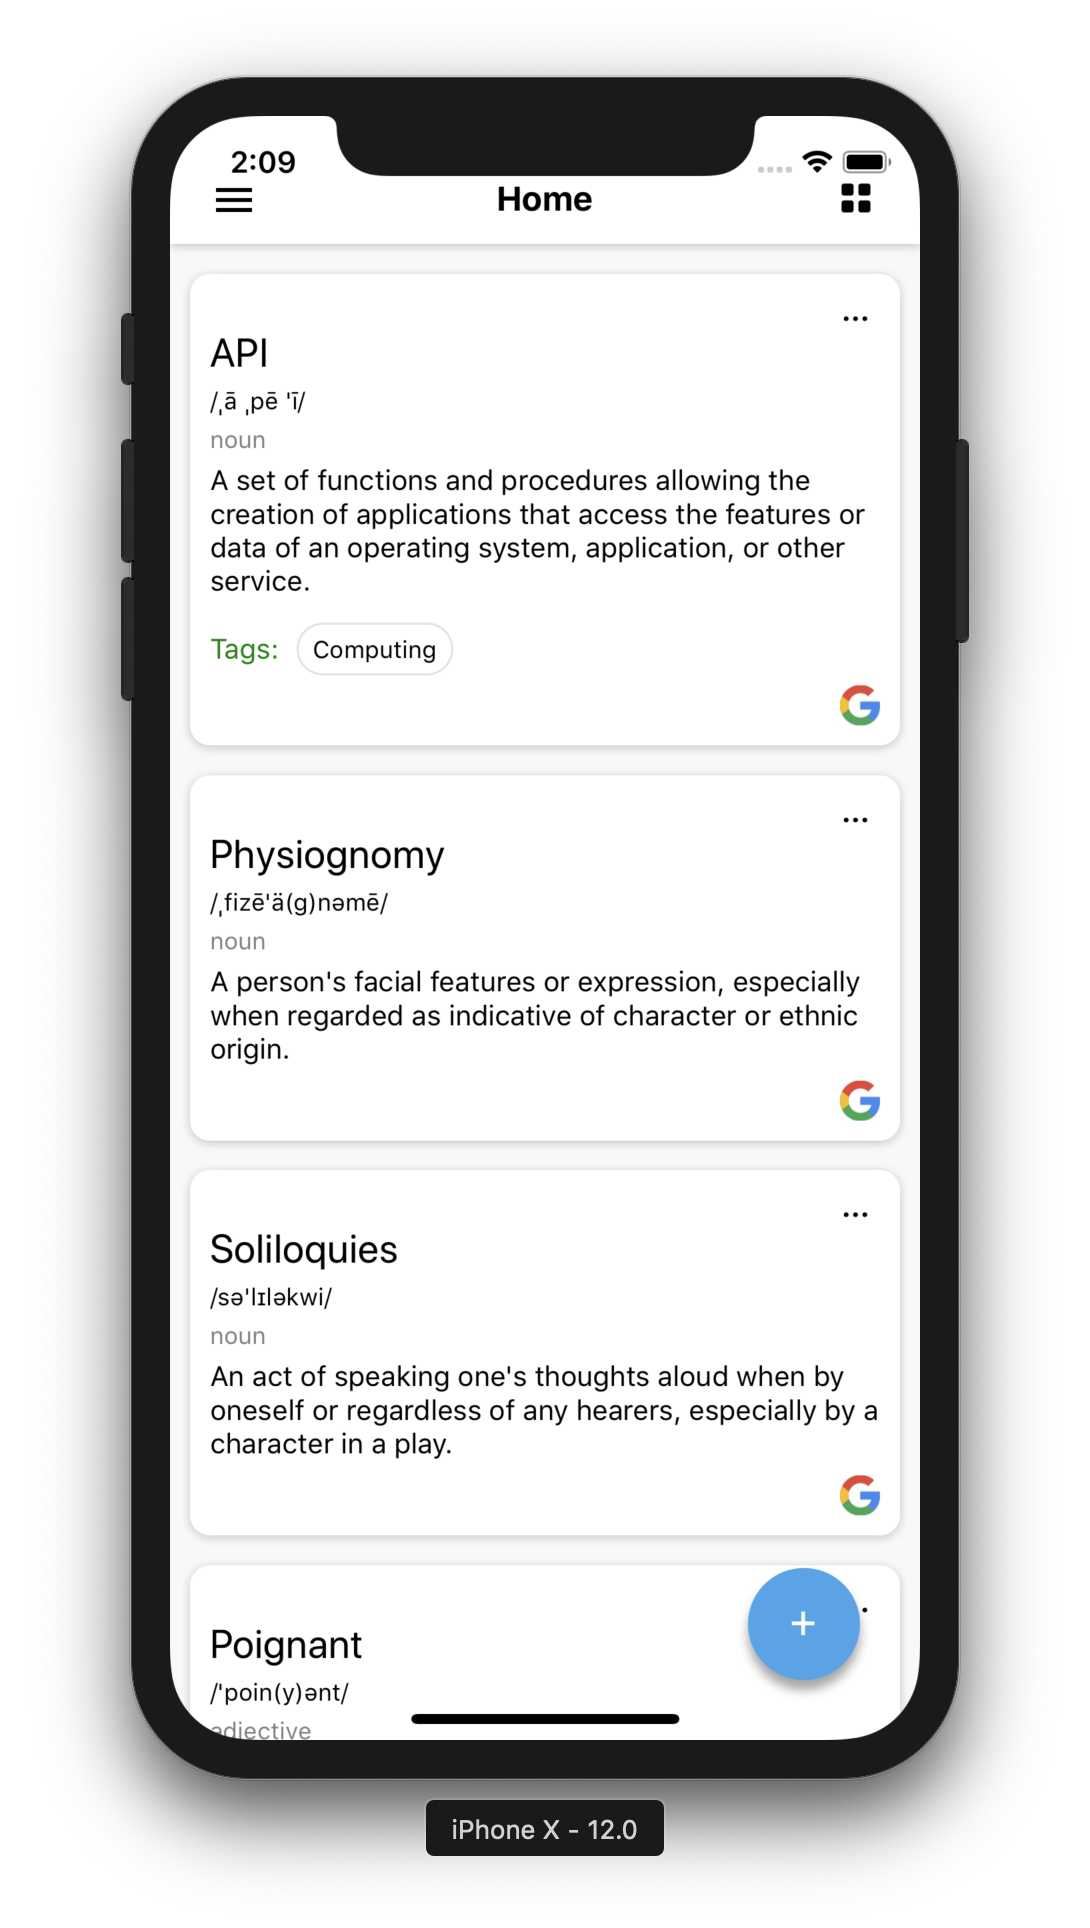 2:09
Home
API
/ˌā ˌpē 'ī/
noun
A set of functions and procedures allowing the
creation of applications that access the features or
data of an operating system, application, or other
service.
Tags: Computing
Physiognomy
/ˌfizē'ä(g)nəmē/
noun
A person's facial features or expression, especially
when regarded as indicative of character or ethnic
origin.
Soliloquies
/sə'lɪləkwi/
noun
An act of speaking one's thoughts aloud when by
oneself or regardless of any hearers, especially by a
character in a play.
Poignant
/'poin(y)ənt/
adjective
iPhone X - 12.0